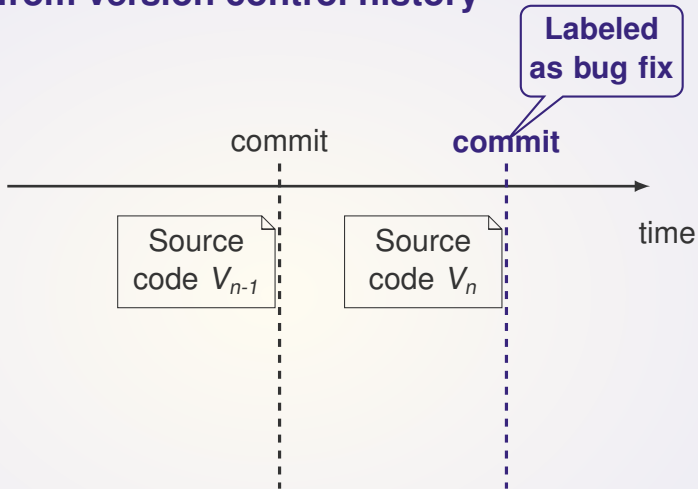 from version control history
Labeled
as bug fix
commit
commit
time
Source
code Vn-1
Source
code Vn